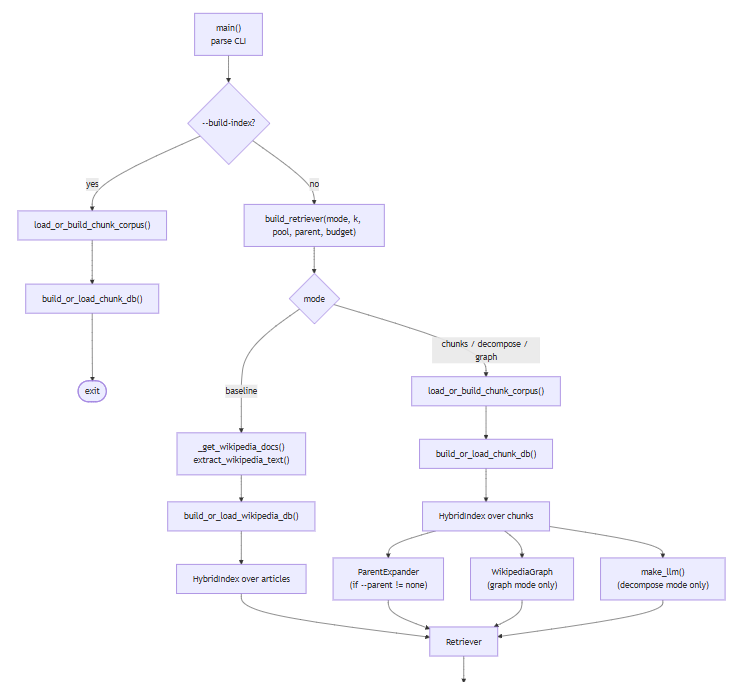 main()
parse CLI
--build-index?
yes
no
load_or_build_chunk_corpus()
build_retriever(mode, k,
pool, parent, budget)
build_or_load_chunk_db()
mode
chunks / decompose /
graph
exit
baseline
load_or_build_chunk_corpus()
_get_wikipedia_docs()
extract_wikipedia_text()
build_or_load_chunk_db()
build_or_load_wikipedia_db()
HybridIndex over chunks
HybridIndex over articles
ParentExpander
(if --parent != none)
WikipediaGraph
(graph mode only)
make_llm()
(decompose mode only)
Retriever